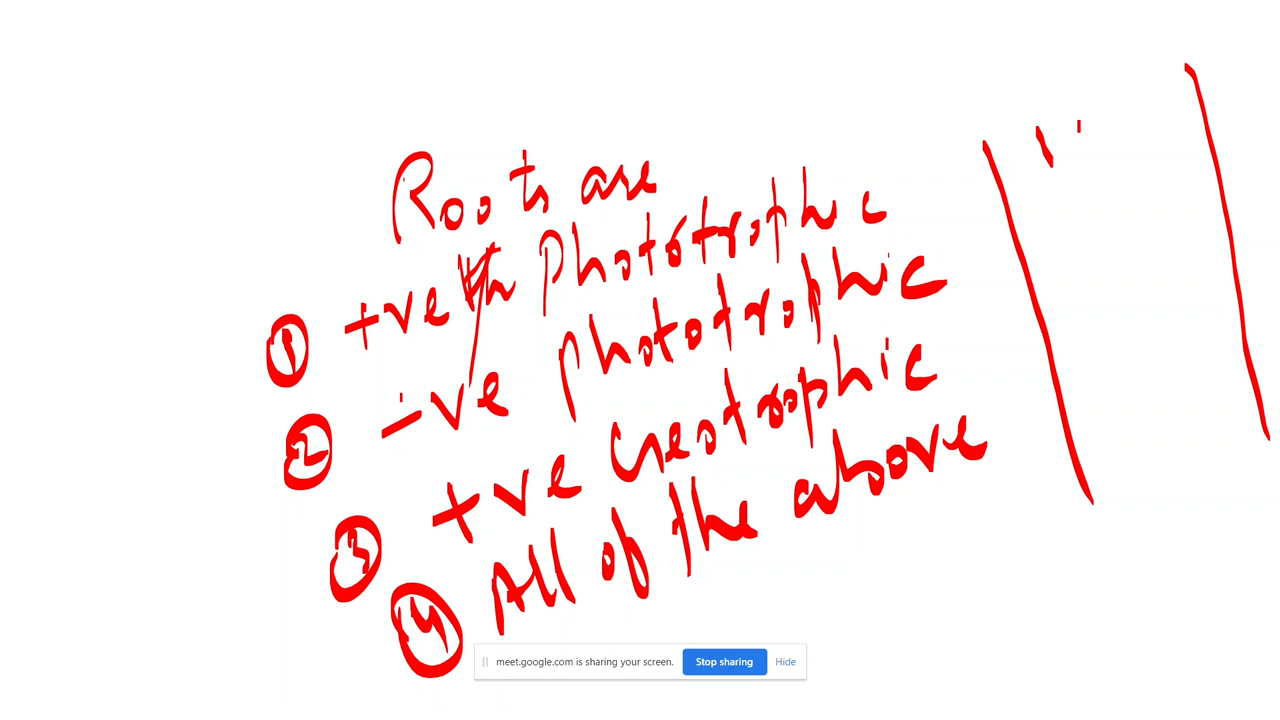 Roots are
1 +ve phototrophic
2 -ve phototrophic
3 +ve Geotrophic
4 All of the above
meet.google.com is sharing your screen. Stop sharing Hide